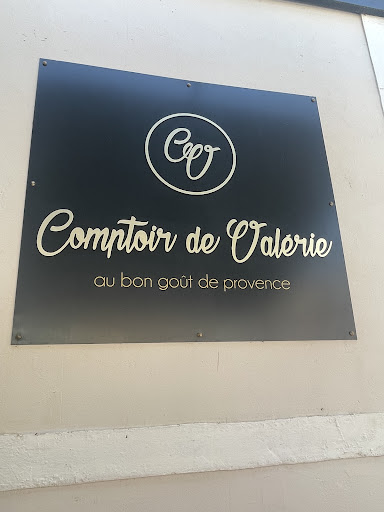 CV
Comptoir de Valérie
au bon goût de provence